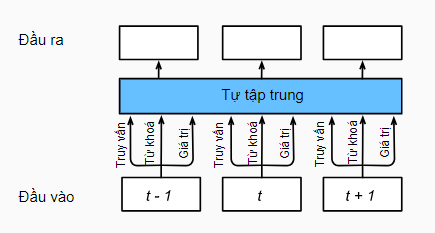 Đầu ra
Tự tập trung
Truy vấn
Từ khoá
Giá trị
Truy vấn
Từ khoá
Giá trị
Truy vấn
Từ khoá
Giá trị
Đầu vào
t - 1
t
t + 1